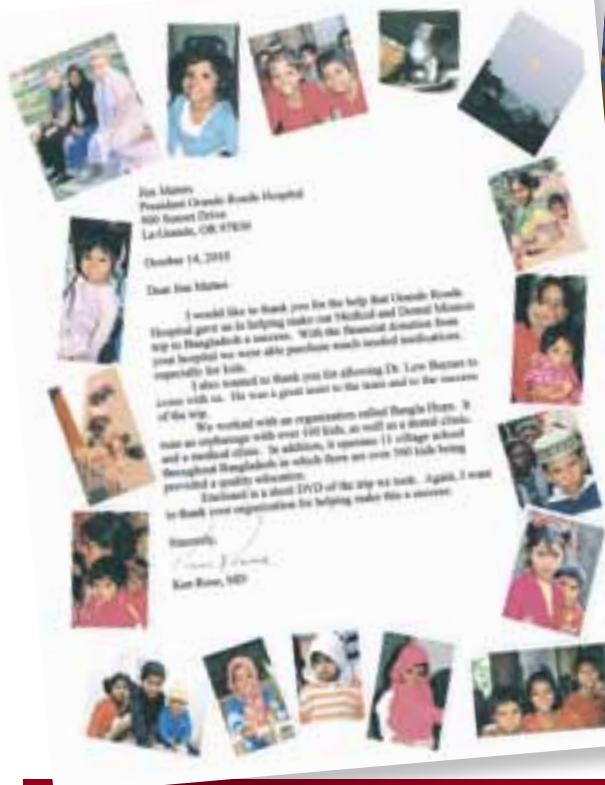 Jim Mattes
President Grande Ronde Hospital
900 Sunset Drive
La Grande, OR 97850
October 14, 2010
Dear Jim Mattes
I would like to thank you for the help that Grande Ronde
Hospital gave us in helping make our Medical and Dental Mission
trip to Bangladesh a success. With the financial donation from
your hospital we were able purchase much needed medications,
especially for kids.
I also wanted to thank you for allowing Dr. Lew to
come with us. He was a great asset to the team and to the success
of the trip.
We worked with an organization called Bangla Hope. It
runs an orphanage with over 100 kids, as well as a dental clinic
and a medical clinic. In addition, it operates 11 village school
throughout Bangladesh in which there are over 500 kids being
provided a quality education.
Enclosed is a short DVD of the trip we took. Again, I want
to thank your organization for helping make this a success.
Sincerely,
Ken Rose, MD